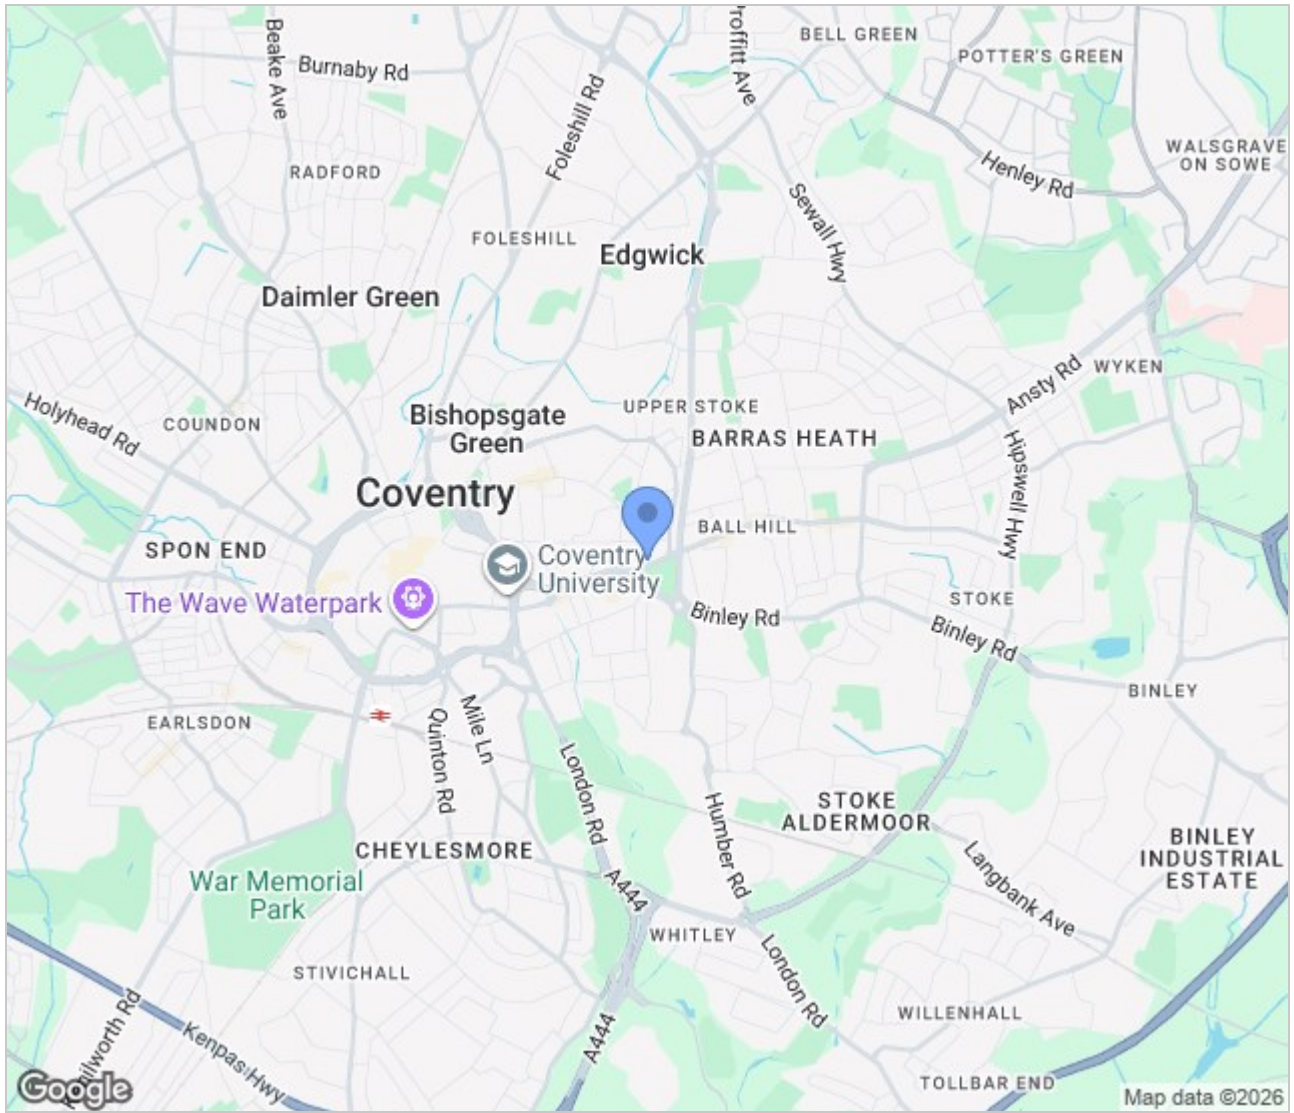 BELL GREEN
POTTER'S GREEN
Beake Ave
Burnaby Rd
Foleshill Rd
WALSGRAVE
ON SOWE
Henley Rd
RADFORD
Sewall Hwy
FOLESHILL
Edgwick
Daimler Green
Ansty Rd
WYKEN
Holyhead Rd
COUNDON
Bishopsgate
Green
UPPER STOKE
BARRAS HEATH
Hipswell Hwy
Coventry
BALL HILL
SPON END
Coventry
University
The Wave Waterpark
STOKE
Binley Rd
Binley Rd
BINLEY
EARLSDON
Mile Ln
Quinton Rd
London Rd
STOKE
ALDERMOOR
Humber Rd
BINLEY
INDUSTRIAL
ESTATE
CHEYLESMORE
Langbank Ave
War Memorial
Park
A444
WHITLEY
STIVICHALL
London Rd
WILLENHALL
A444
Kenpas Hwy
TOLLBAR END
Google
Map data ©2026